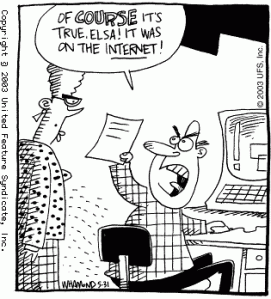 OF COURSE IT'S
TRUE, ELSA! IT WAS
ON THE INTERNET!
Copyright © 2003 United Feature Syndicate, Inc.
© 2003 UFS, Inc.
WHAMOND 5-31